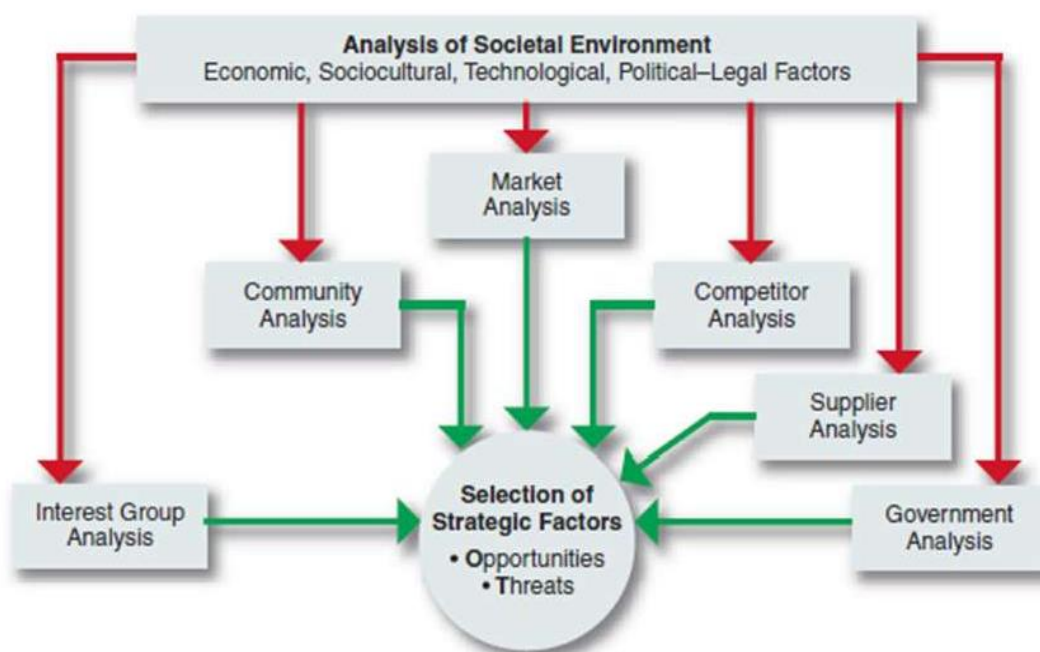 Analysis of Societal Environment
Economic, Sociocultural, Technological, Political–Legal Factors
Market
Analysis
Community
Analysis
Competitor
Analysis
Supplier
Analysis
Interest Group
Analysis
Selection of
Strategic Factors
• Opportunities
• Threats
Government
Analysis